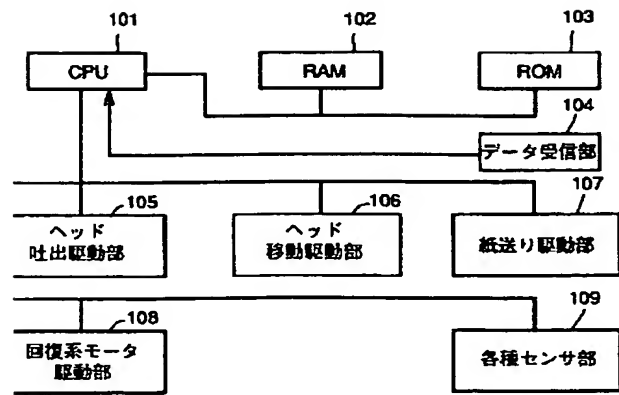 101
102
103
CPU
RAM
ROM
104
データ受信部
105
106
107
ヘッド
吐出駆動部
ヘッド
移動駆動部
紙送り駆動部
108
109
回復系モータ
駆動部
各種センサ部